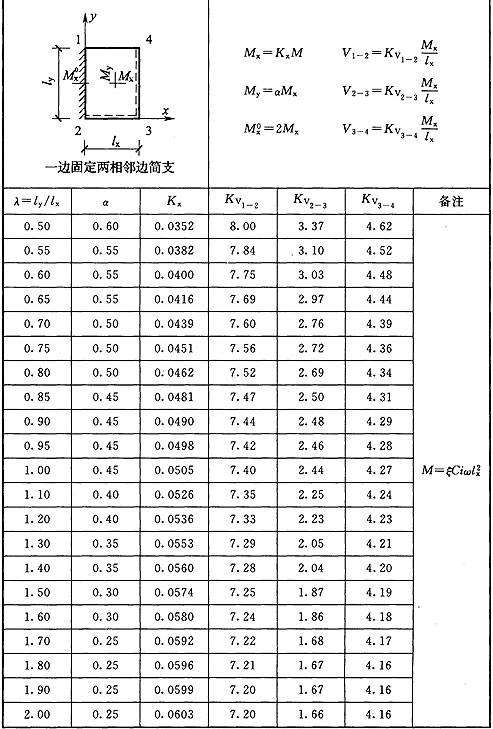 y
1 4
l_y M_x^0 M_y M_x
x
2 3
l_x
一边固定两相邻边简支
M_x=K_xM V_{1-2}=K_{V_{1-2}} M_x/l_x
M_y=αM_x V_{2-3}=K_{V_{2-3}} M_x/l_x
M_x^0=2M_x V_{3-4}=K_{V_{3-4}} M_x/l_x
λ=l_y/l_x α K_x K_{V_{1-2}} K_{V_{2-3}} K_{V_{3-4}} 备注
0.50 0.60 0.0352 8.00 3.37 4.62
0.55 0.55 0.0382 7.84 3.10 4.52
0.60 0.55 0.0400 7.75 3.03 4.48
0.65 0.55 0.0416 7.69 2.97 4.44
0.70 0.50 0.0439 7.60 2.76 4.39
0.75 0.50 0.0451 7.56 2.72 4.36
0.80 0.50 0.0462 7.52 2.69 4.34
0.85 0.45 0.0481 7.47 2.50 4.31
0.90 0.45 0.0490 7.44 2.48 4.29
0.95 0.45 0.0498 7.42 2.46 4.28
1.00 0.45 0.0505 7.40 2.44 4.27 M=ξCiωl_x^2
1.10 0.40 0.0526 7.35 2.25 4.24
1.20 0.40 0.0536 7.33 2.23 4.23
1.30 0.35 0.0553 7.29 2.05 4.21
1.40 0.35 0.0560 7.28 2.04 4.20
1.50 0.30 0.0574 7.25 1.87 4.19
1.60 0.30 0.0580 7.24 1.86 4.18
1.70 0.25 0.0592 7.22 1.68 4.17
1.80 0.25 0.0596 7.21 1.67 4.16
1.90 0.25 0.0599 7.20 1.67 4.16
2.00 0.25 0.0603 7.20 1.66 4.16